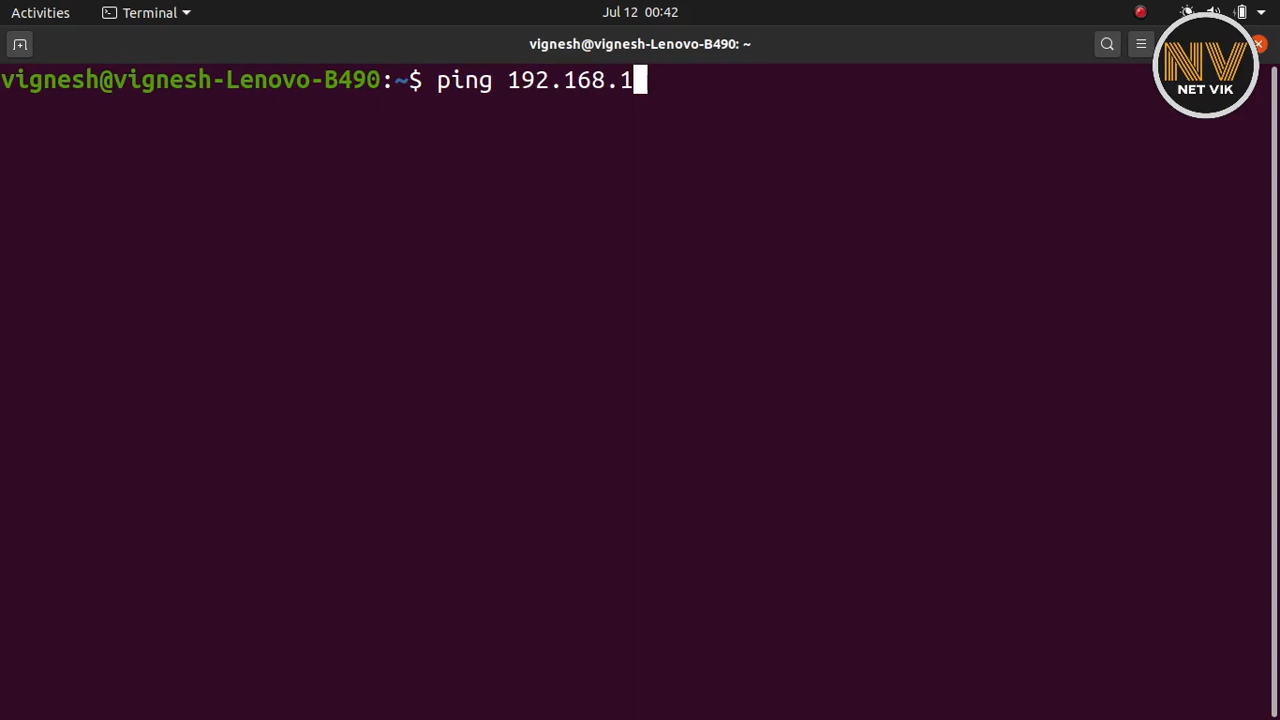 Activities Terminal Jul 12 00:42
vignesh@vignesh-Lenovo-B490: ~
vignesh@vignesh-Lenovo-B490:~$ ping 192.168.1
NV
NET VIK